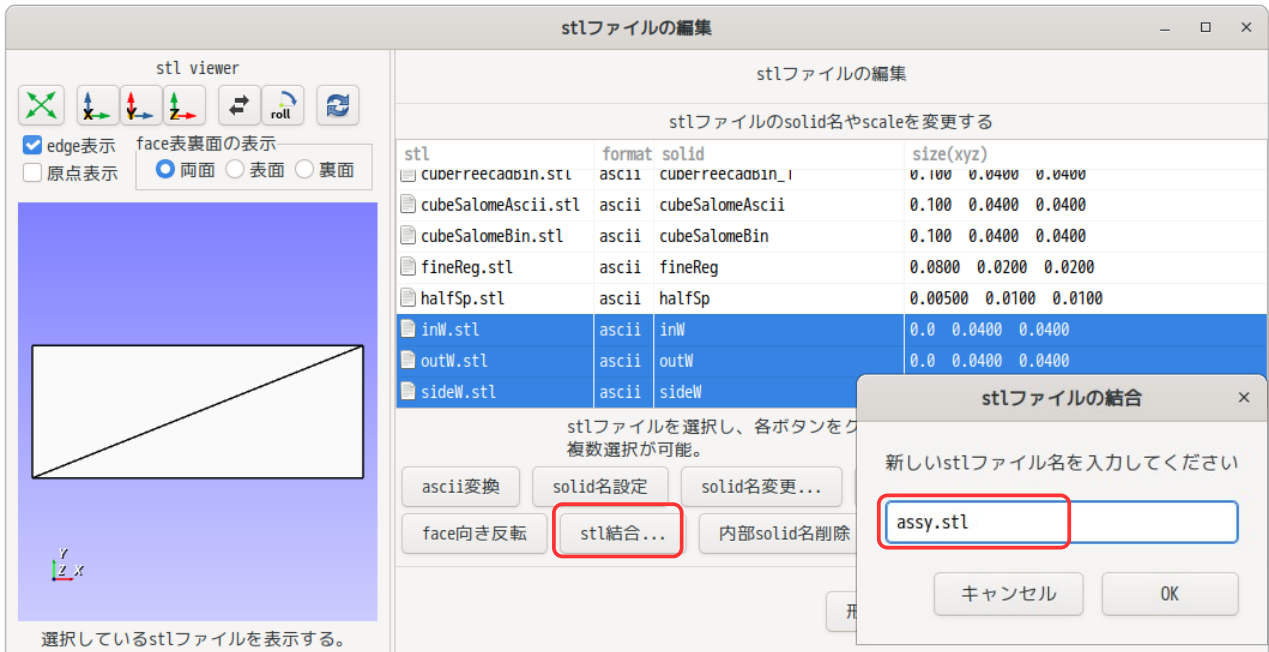 stlファイルの編集
stl viewer
X
Y
Z
roll
edge表示
原点表示
face表裏面の表示
両面 表面 裏面
Y
Z X
選択しているstlファイルを表示する。
stlファイルの編集
stlファイルのsolid名やscaleを変更する
stl format solid size(xyz)
cubeFreecadBin.stl ascii cubeFreecadBin_1 0.100 0.0400 0.0400
cubeSalomeAscii.stl ascii cubeSalomeAscii 0.100 0.0400 0.0400
cubeSalomeBin.stl ascii cubeSalomeBin 0.100 0.0400 0.0400
fineReg.stl ascii fineReg 0.0800 0.0200 0.0200
halfSp.stl ascii halfSp 0.00500 0.0100 0.0100
inW.stl ascii inW 0.0 0.0400 0.0400
outW.stl ascii outW 0.0 0.0400 0.0400
sideW.stl ascii sideW
stlファイルを選択し、各ボタンをク
複数選択が可能。
ascii変換 solid名設定 solid名変更...
face向き反転 stl結合... 内部solid名削除
stlファイルの結合
新しいstlファイル名を入力してください
assy.stl
キャンセル OK